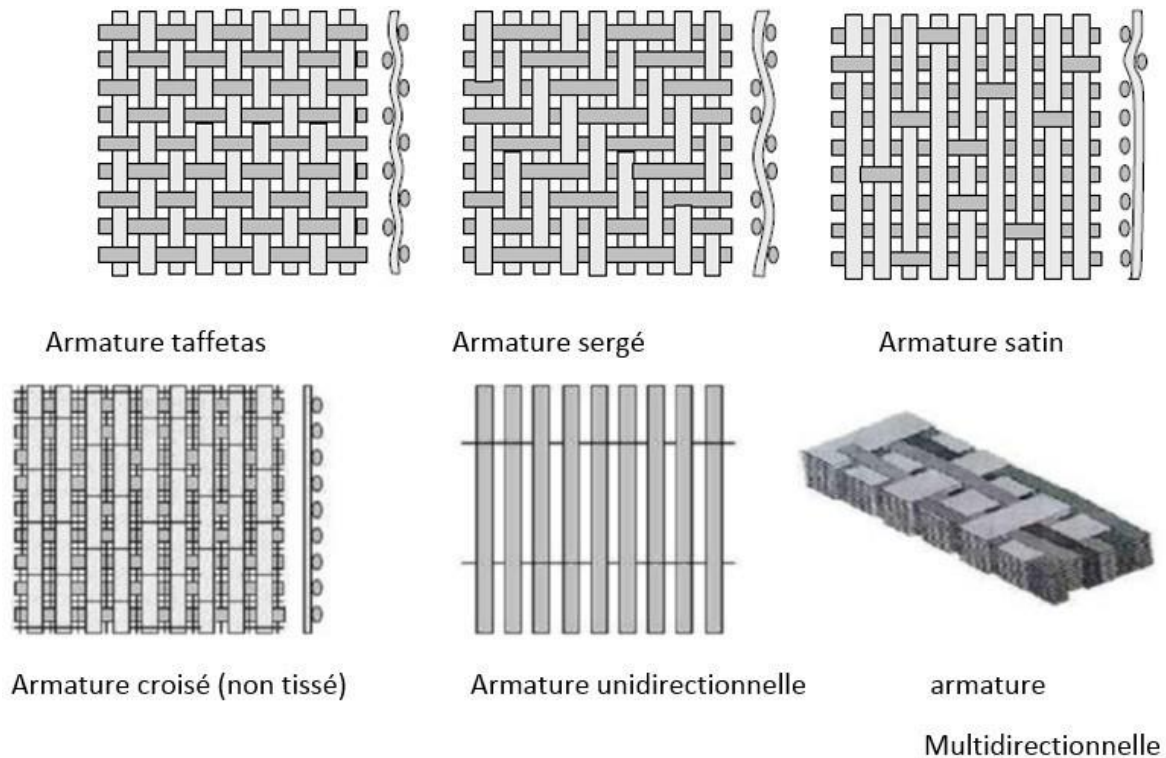 Armature taffetas
Armature sergé
Armature satin
Armature croisé (non tissé)
Armature unidirectionnelle
armature
Multidirectionnelle